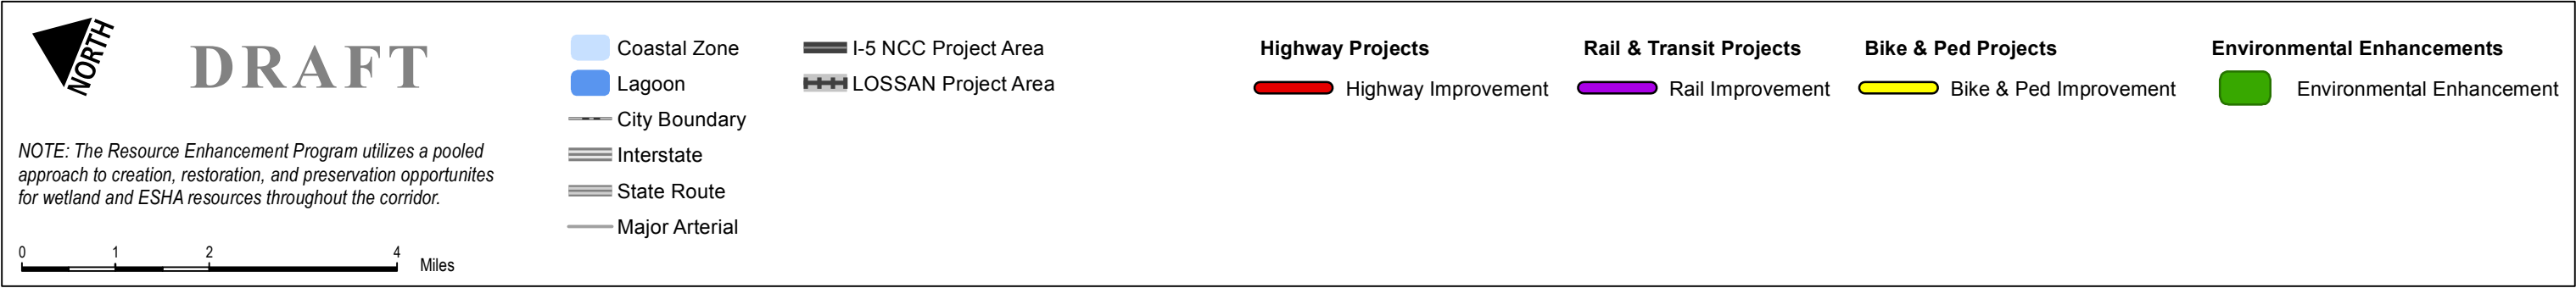 NORTH
DRAFT
NOTE: The Resource Enhancement Program utilizes a pooled
approach to creation, restoration, and preservation opportunites
for wetland and ESHA resources throughout the corridor.
0 1 2 4
Miles
Coastal Zone
Lagoon
City Boundary
Interstate
State Route
Major Arterial
I-5 NCC Project Area
LOSSAN Project Area
Highway Projects
Highway Improvement
Rail & Transit Projects
Rail Improvement
Bike & Ped Projects
Bike & Ped Improvement
Environmental Enhancements
Environmental Enhancement